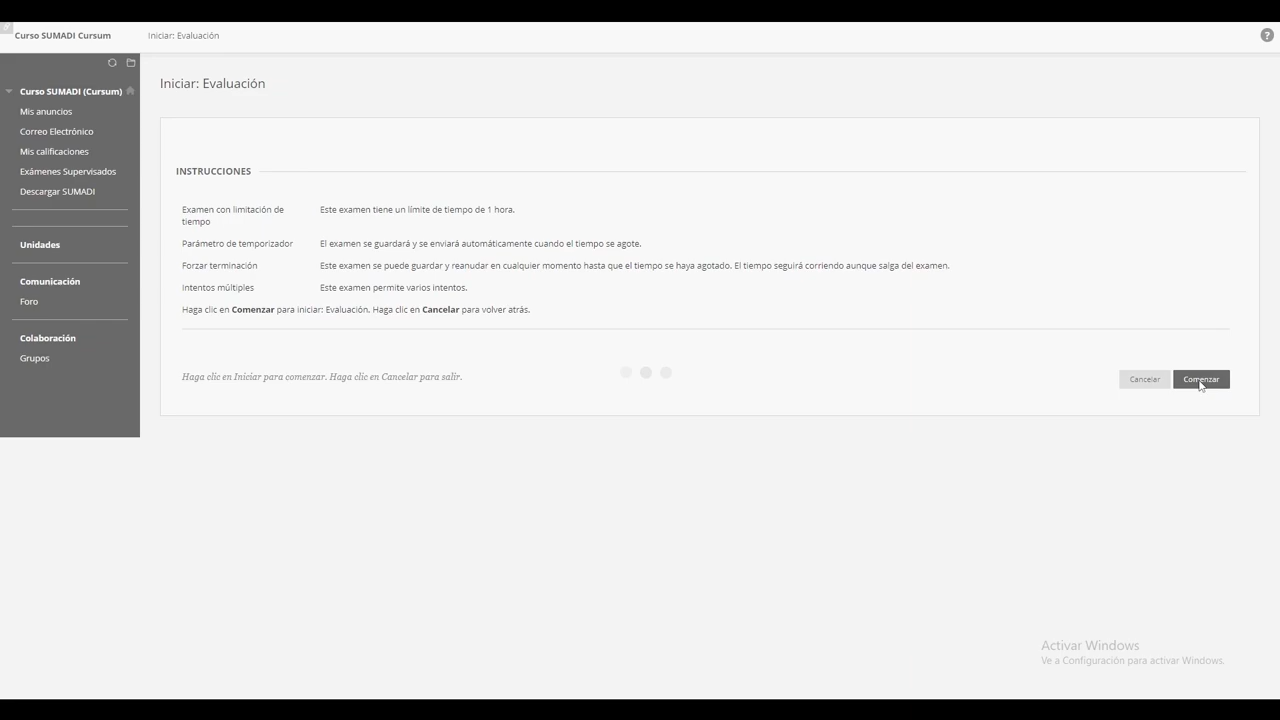 Curso SUMADI Cursum
Iniciar: Evaluación
?
Curso SUMADI (Cursum)
Mis anuncios
Correo Electrónico
Mis calificaciones
Exámenes Supervisados
Descargar SUMADI
Unidades
Comunicación
Foro
Colaboración
Grupos
Iniciar: Evaluación
INSTRUCCIONES
Examen con limitación de
tiempo
Este examen tiene un límite de tiempo de 1 hora.
Parámetro de temporizador
El examen se guardará y se enviará automáticamente cuando el tiempo se agote.
Forzar terminación
Este examen se puede guardar y reanudar en cualquier momento hasta que el tiempo se haya agotado. El tiempo seguirá corriendo aunque salga del examen.
Intentos múltiples
Este examen permite varios intentos.
Haga clic en Comenzar para iniciar: Evaluación. Haga clic en Cancelar para volver atrás.
Haga clic en Iniciar para comenzar. Haga clic en Cancelar para salir.
Cancelar
Comenzar
Activar Windows
Ve a Configuración para activar Windows.